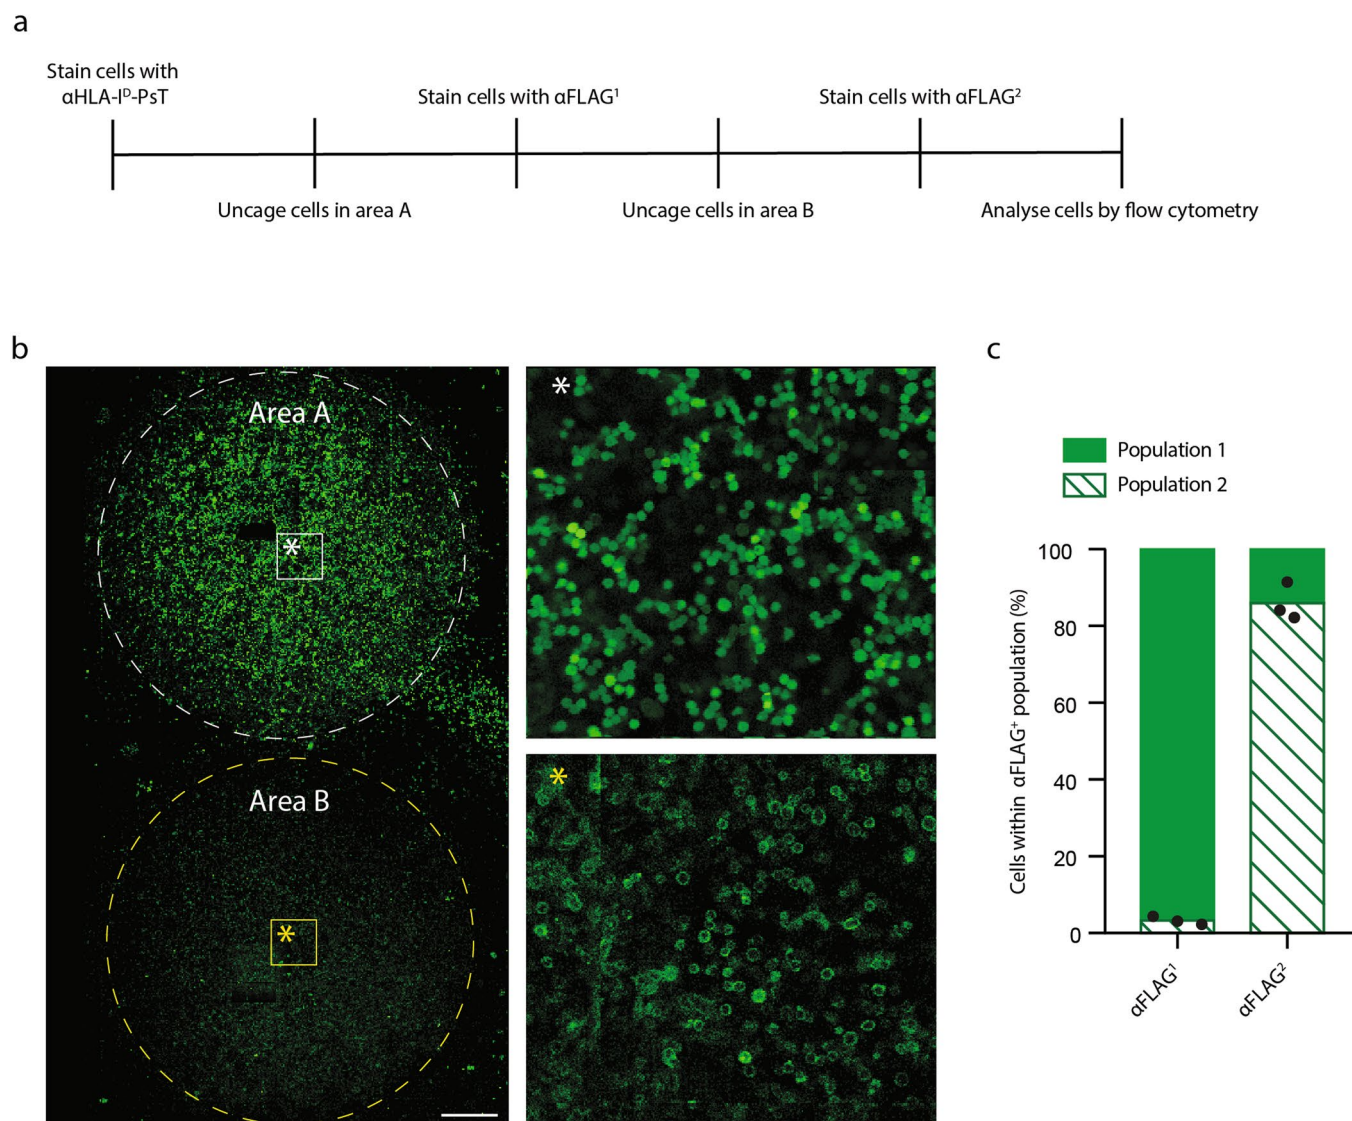 a
Stain cells with
αHLA-Iᴰ-PsT
Stain cells with αFLAG¹
Stain cells with αFLAG²
Uncage cells in area A
Uncage cells in area B
Analyse cells by flow cytometry
b
Area A
*
*
Area B
*
*
c
Population 1
Population 2
Cells within αFLAG⁺ population (%)
100
80
60
40
20
0
αFLAG¹
αFLAG²